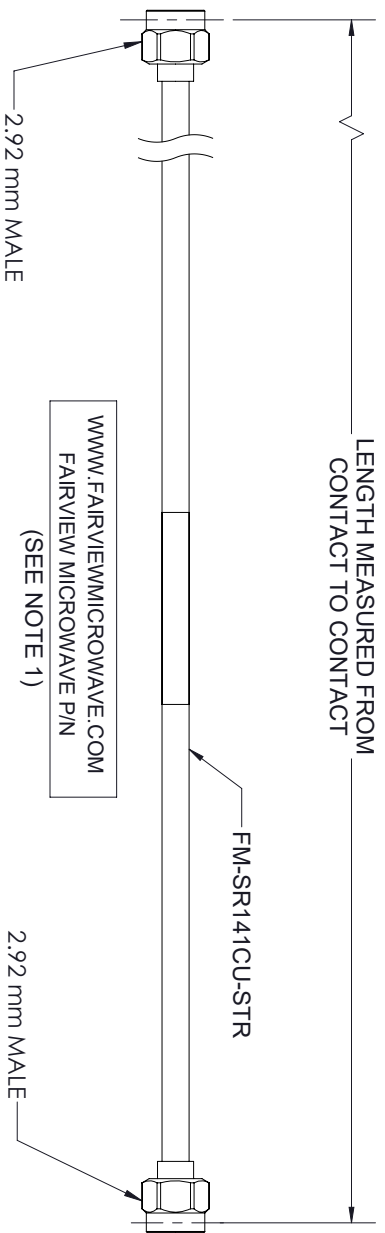 LENGTH MEASURED FROM
CONTACT TO CONTACT
FM-SR141CU-STR
2.92 mm MALE
WWW.FAIRVIEWMICROWAVE.COM
FAIRVIEW MICROWAVE P/N
(SEE NOTE 1)
2.92 mm MALE